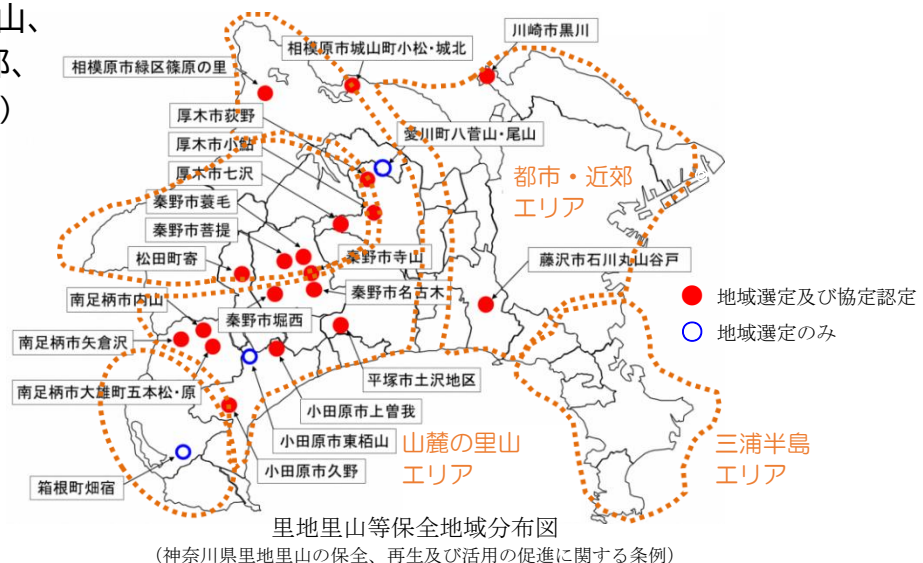 山、
部、
)
川崎市黒川
相模原市城山町小松・城北
相模原市緑区篠原の里
厚木市荻野
愛川町八菅山・尾山
厚木市小鮎
厚木市七沢
都市・近郊
エリア
秦野市蓑毛
秦野市菩提
秦野市寺山
松田町寄
藤沢市石川丸山谷戸
秦野市名古木
南足柄市内山
秦野市堀西
地域選定及び協定認定
地域選定のみ
南足柄市矢倉沢
平塚市土沢地区
南足柄市大雄町五本松・原
小田原市上曽我
小田原市東栢山
山麓の里山
エリア
三浦半島
エリア
小田原市久野
箱根町畑宿
里地里山等保全地域分布図
(神奈川県里地里山の保全、再生及び活用の促進に関する条例)